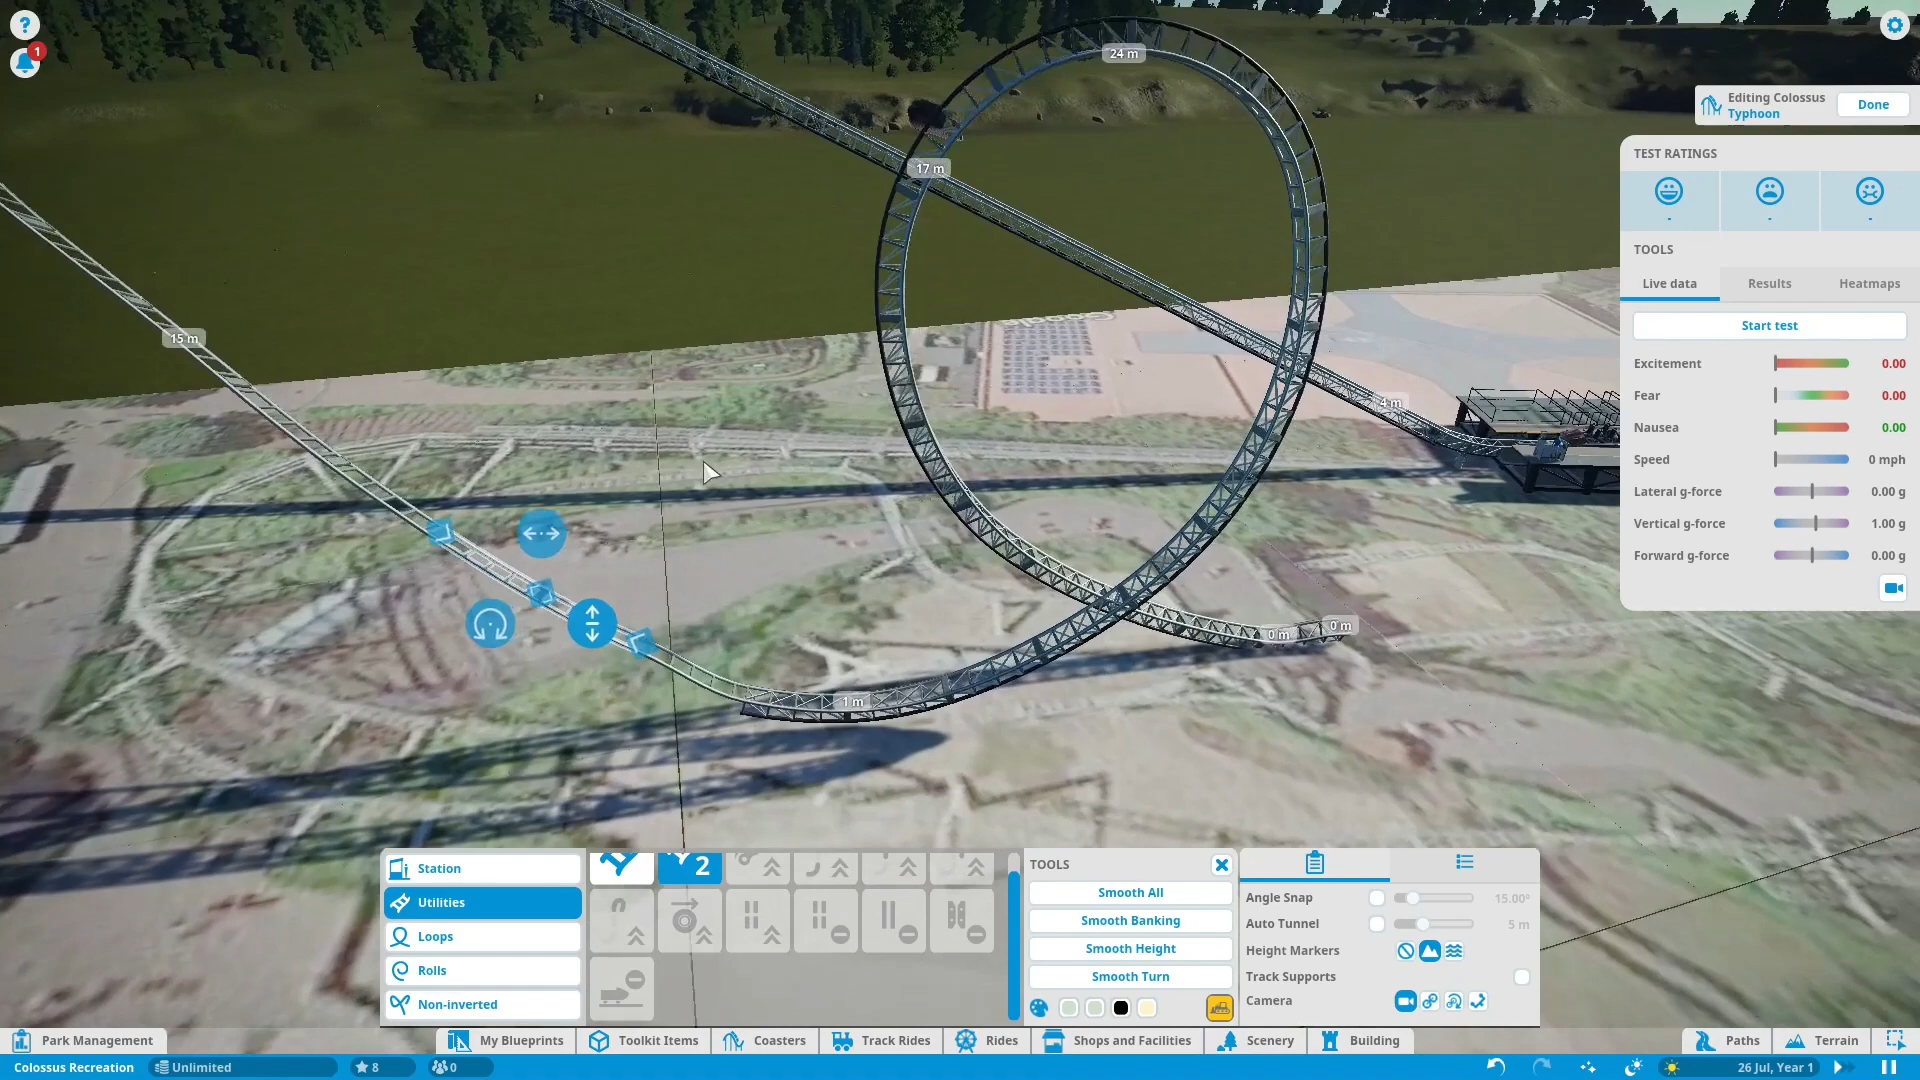 ?
1
24 m
17 m
15 m
4 m
0 m
0 m
1 m
Google
Editing Colossus
Typhoon
Done
TEST RATINGS
-
-
-
TOOLS
Live data
Results
Heatmaps
Start test
Excitement
0.00
Fear
0.00
Nausea
0.00
Speed
0 mph
Lateral g-force
0.00 g
Vertical g-force
1.00 g
Forward g-force
0.00 g
Station
Utilities
Loops
Rolls
Non-inverted
2
TOOLS
Smooth All
Smooth Banking
Smooth Height
Smooth Turn
Angle Snap
15.00°
Auto Tunnel
5 m
Height Markers
Track Supports
Camera
Park Management
My Blueprints
Toolkit Items
Coasters
Track Rides
Rides
Shops and Facilities
Scenery
Building
Paths
Terrain
Colossus Recreation
Unlimited
8
0
26 Jul, Year 1